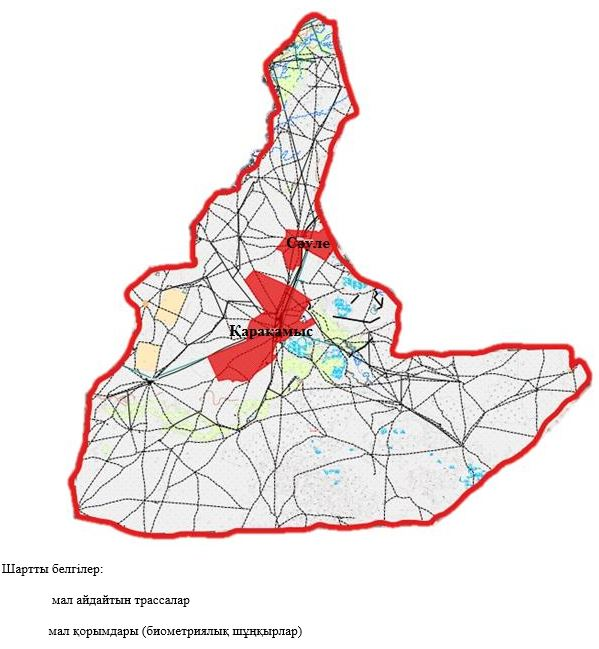 Сәуле
Қарақамыс
Шартты белгілер:
мал айдайтын трассалар
мал қорымдары (биометриялық шұңқырлар)